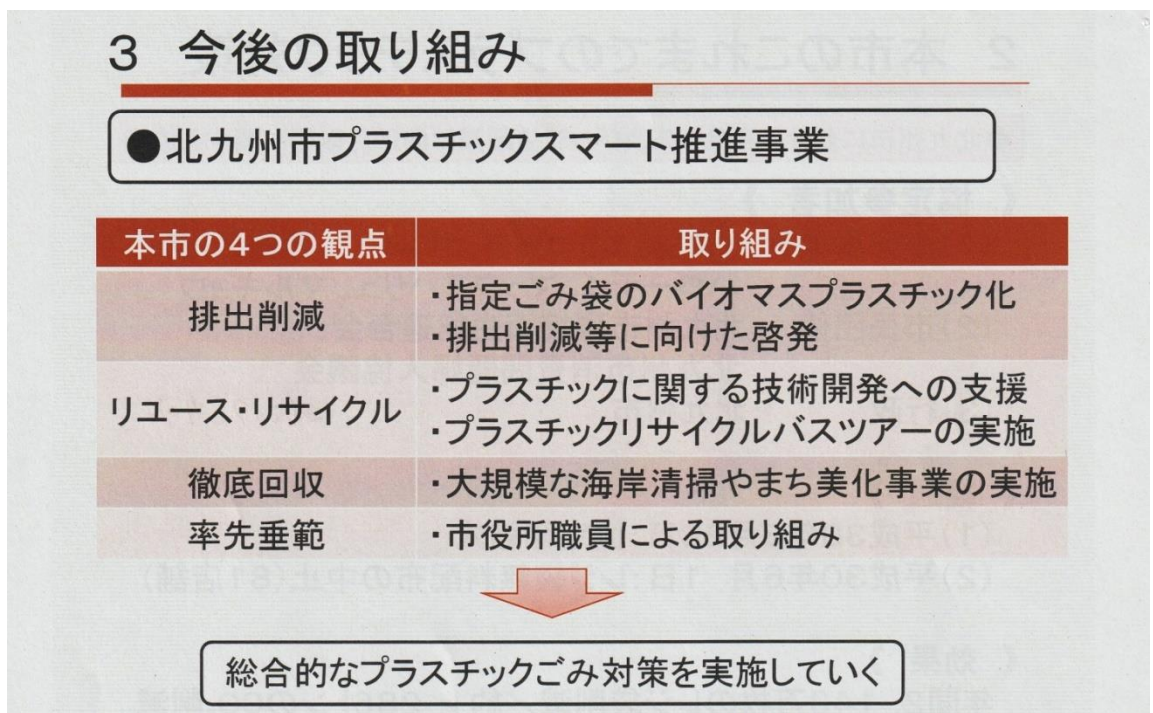 3 今後の取り組み
●北九州市プラスチックスマート推進事業
本市の4つの観点 取り組み
排出削減 ・指定ごみ袋のバイオマスプラスチック化
・排出削減等に向けた啓発
リユース・リサイクル ・プラスチックに関する技術開発への支援
・プラスチックリサイクルバスツアーの実施
徹底回収 ・大規模な海岸清掃やまち美化事業の実施
率先垂範 ・市役所職員による取り組み
総合的なプラスチックごみ対策を実施していく